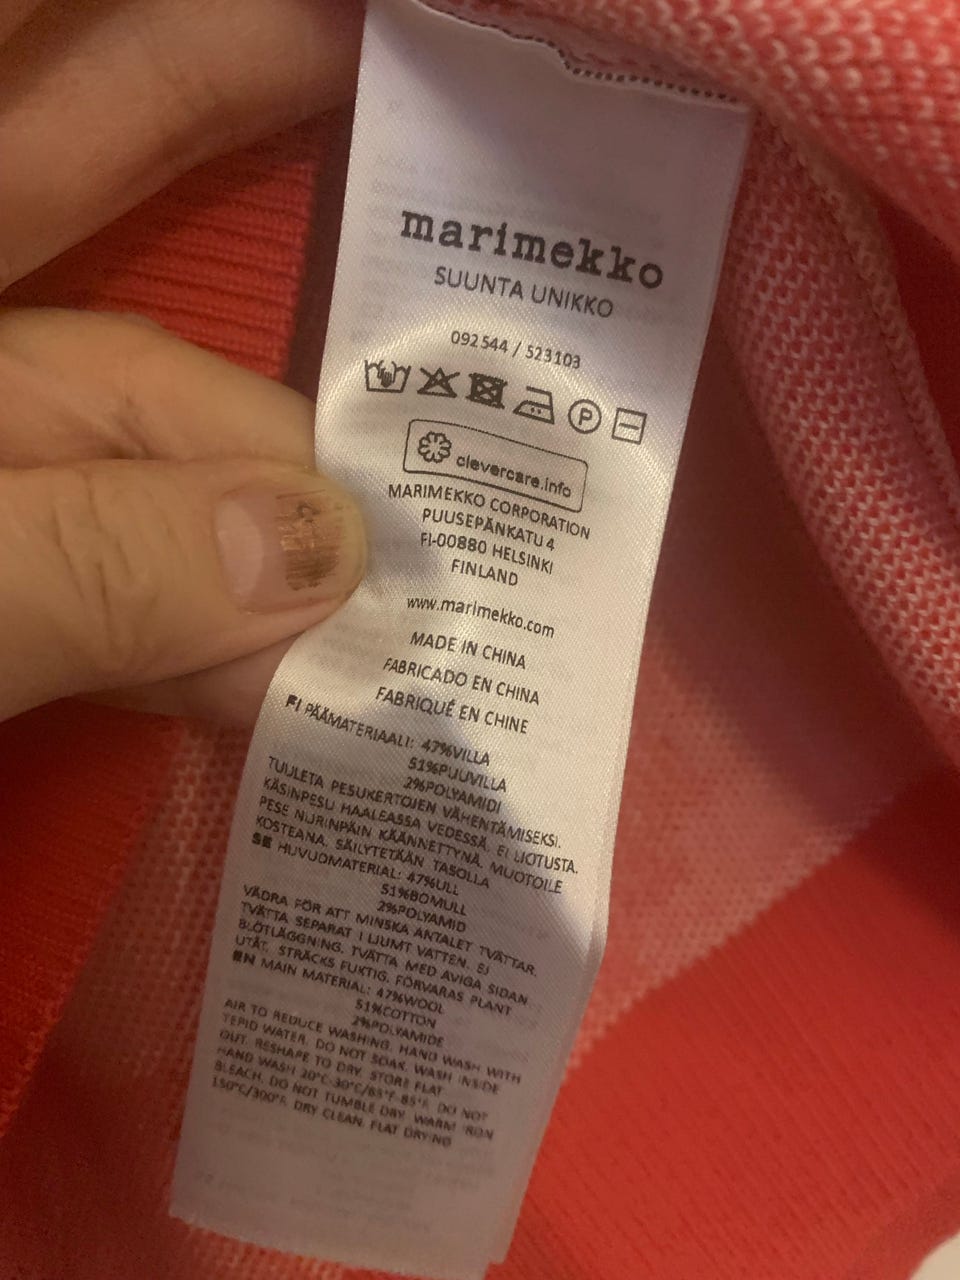 marimekko
SUUNTA UNIKKO
092544 / 523103
P
clevercare.info
MARIMEKKO CORPORATION
PUUSEPÄNKATU 4
FI-00880 HELSINKI
FINLAND
www.marimekko.com
MADE IN CHINA
FABRICADO EN CHINA
FABRIQUÉ EN CHINE
FI PÄÄMATERIAALI: 47%VILLA
51%PUUVILLA
2%POLYAMIDI
TUULETA PESUKERTOJEN VÄHENTÄMISEKSI.
KÄSINPESU HAALEASSA VEDESSÄ. EI LIOTUSTA.
PESE NURINPÄIN KÄÄNNETTYNÄ. MUOTOILE
KOSTEANA, SÄILYTETÄÄN TASOLLA
SE HUVUDMATERIAL: 47%ULL
51%BOMULL
2%POLYAMID
VÄDRA FÖR ATT MINSKA ANTALET TVÄTTAR.
TVÄTTA SEPARAT I LJUMT VATTEN. EJ
BLÖTLÄGGNING. TVÄTTA MED AVIGA SIDAN
UTÅT. STRÄCKS FUKTIG. FÖRVARAS PLANT
EN MAIN MATERIAL: 47%WOOL
51%COTTON
2%POLYAMIDE
AIR TO REDUCE WASHING. HAND WASH WITH
TEPID WATER. DO NOT SOAK. WASH INSIDE
OUT. RESHAPE TO DRY. STORE FLAT
HAND WASH 20°C-30°C/65°F-85°F. DO NOT
BLEACH. DO NOT TUMBLE DRY. WARM IRON
150°C/300°F. DRY CLEAN. FLAT DRYING